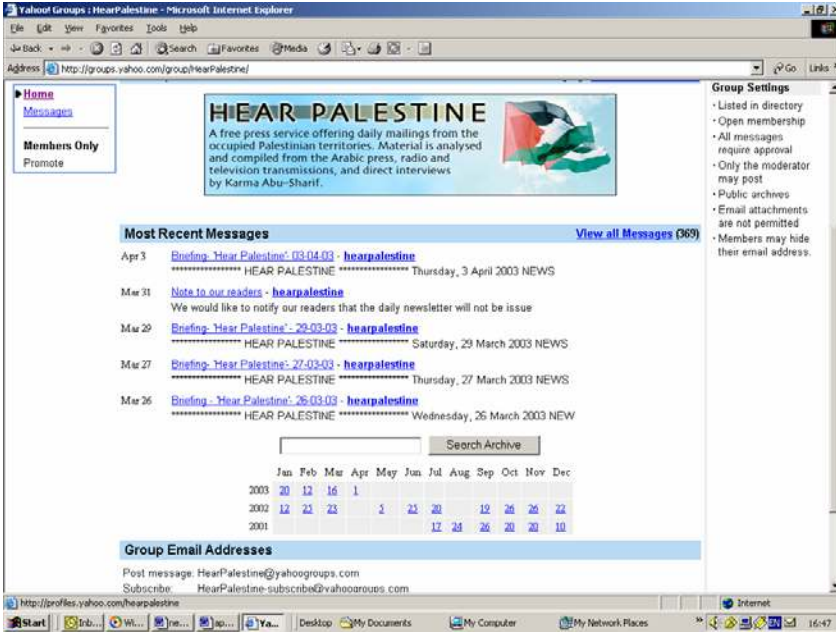 Yahoo! Groups : HearPalestine - Microsoft Internet Explorer
File Edit View Favorites Tools Help
Back Search Favorites Media
Address http://groups.yahoo.com/group/HearPalestine/ Go Links
Home
Messages
Members Only
Promote
HEAR PALESTINE
A free press service offering daily mailings from the
occupied Palestinian territories. Material is analysed
and compiled from the Arabic press, radio and
television transmissions, and direct interviews
by Karma Abu-Sharif.
Group Settings
· Listed in directory
· Open membership
· All messages
require approval
· Only the moderator
may post
· Public archives
· Email attachments
are not permitted
· Members may hide
their email address.
Most Recent Messages View all Messages (369)
Apr 3 Briefing- 'Hear Palestine'- 03-04-03 - hearpalestine
****************** HEAR PALESTINE ****************** Thursday, 3 April 2003 NEWS
Mar 31 Note to our readers - hearpalestine
We would like to notify our readers that the daily newsletter will not be issue
Mar 29 Briefing- 'Hear Palestine' - 29-03-03 - hearpalestine
****************** HEAR PALESTINE ****************** Saturday, 29 March 2003 NEWS
Mar 27 Briefing- 'Hear Palestine'- 27-03-03 - hearpalestine
****************** HEAR PALESTINE ****************** Thursday, 27 March 2003 NEWS
Mar 26 Briefing - 'Hear Palestine'- 26-03-03 - hearpalestine
****************** HEAR PALESTINE ****************** Wednesday, 26 March 2003 NEW
Search Archive
Jan Feb Mar Apr May Jun Jul Aug Sep Oct Nov Dec
2003 20 12 16 1
2002 12 25 23 5 25 20 19 26 26 22
2001 17 24 26 20 20 10
Group Email Addresses
Post message: HearPalestine@yahoogroups.com
Subscribe: HearPalestine-subscribe@yahoogroups.com
http://profiles.yahoo.com/hearpalestine Internet
Start Inb... Wi... ne... ap... Ya... Desktop My Documents My Computer My Network Places EN 16:47